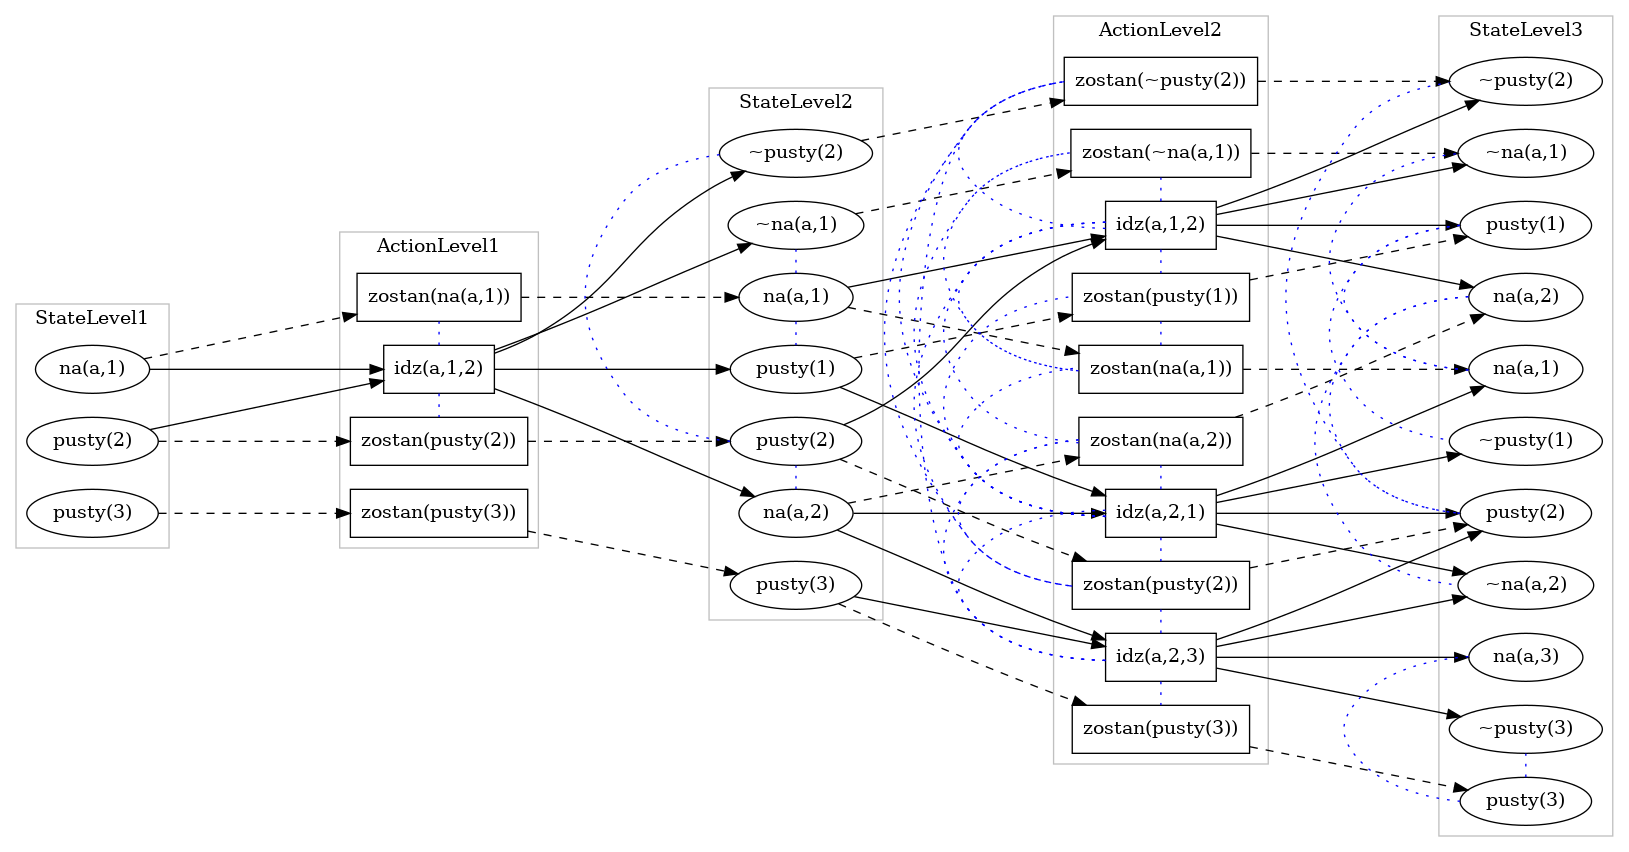 StateLevel1
na(a,1)
pusty(2)
pusty(3)
ActionLevel1
zostan(na(a,1))
idz(a,1,2)
zostan(pusty(2))
zostan(pusty(3))
StateLevel2
~pusty(2)
~na(a,1)
na(a,1)
pusty(1)
pusty(2)
na(a,2)
pusty(3)
ActionLevel2
zostan(~pusty(2))
zostan(~na(a,1))
idz(a,1,2)
zostan(pusty(1))
zostan(na(a,1))
zostan(na(a,2))
idz(a,2,1)
zostan(pusty(2))
idz(a,2,3)
zostan(pusty(3))
StateLevel3
~pusty(2)
~na(a,1)
pusty(1)
na(a,2)
na(a,1)
~pusty(1)
pusty(2)
~na(a,2)
na(a,3)
~pusty(3)
pusty(3)